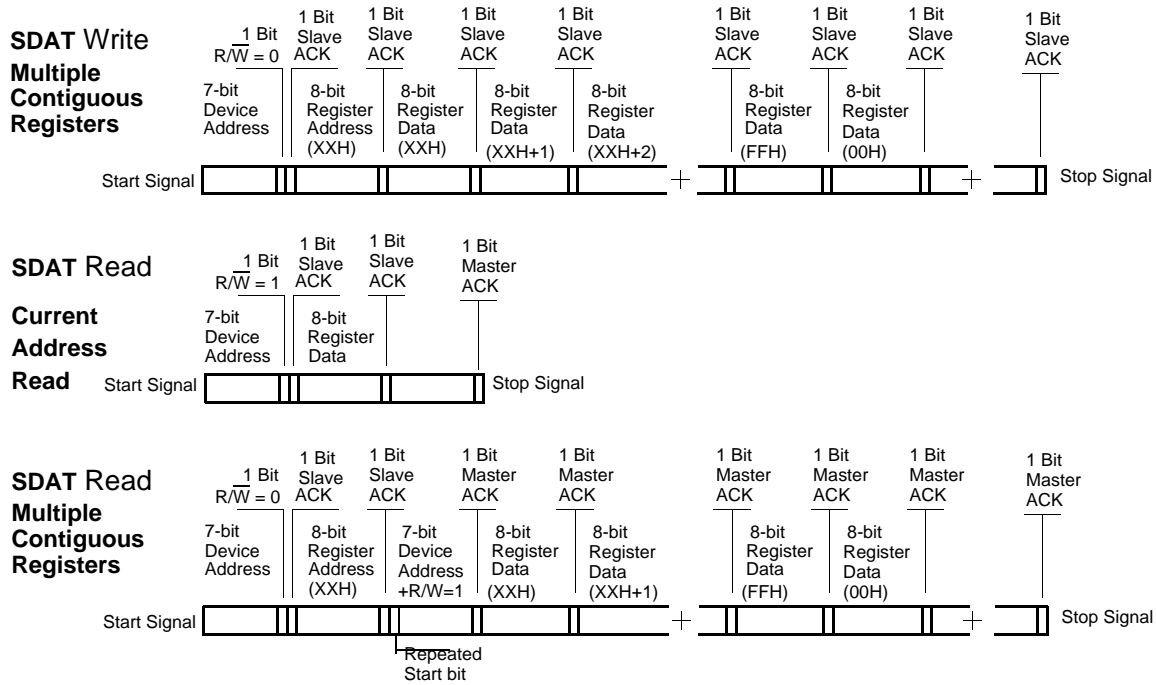 SDAT Write
Multiple
Contiguous
Registers
1 Bit
R/W = 0
1 Bit
Slave
ACK
1 Bit
Slave
ACK
1 Bit
Slave
ACK
1 Bit
Slave
ACK
1 Bit
Slave
ACK
1 Bit
Slave
ACK
1 Bit
Slave
ACK
1 Bit
Slave
ACK
7-bit
Device
Address
8-bit
Register
Address
(XXH)
8-bit
Register
Data
(XXH)
8-bit
Register
Data
(XXH+1)
8-bit
Register
Data
(XXH+2)
8-bit
Register
Data
(FFH)
8-bit
Register
Data
(00H)
Start Signal
Stop Signal
SDAT Read
Current
Address
Read
1 Bit
R/W = 1
1 Bit
Slave
ACK
1 Bit
Slave
ACK
1 Bit
Master
ACK
7-bit
Device
Address
8-bit
Register
Data
Start Signal
Stop Signal
SDAT Read
Multiple
Contiguous
Registers
1 Bit
R/W = 0
1 Bit
Slave
ACK
1 Bit
Slave
ACK
1 Bit
Master
ACK
1 Bit
Master
ACK
1 Bit
Master
ACK
1 Bit
Master
ACK
1 Bit
Master
ACK
1 Bit
Master
ACK
7-bit
Device
Address
8-bit
Register
Address
(XXH)
7-bit
Device
Address
+R/W=1
8-bit
Register
Data
(XXH)
8-bit
Register
Data
(XXH+1)
8-bit
Register
Data
(FFH)
8-bit
Register
Data
(00H)
Start Signal
Stop Signal
Repeated
Start bit